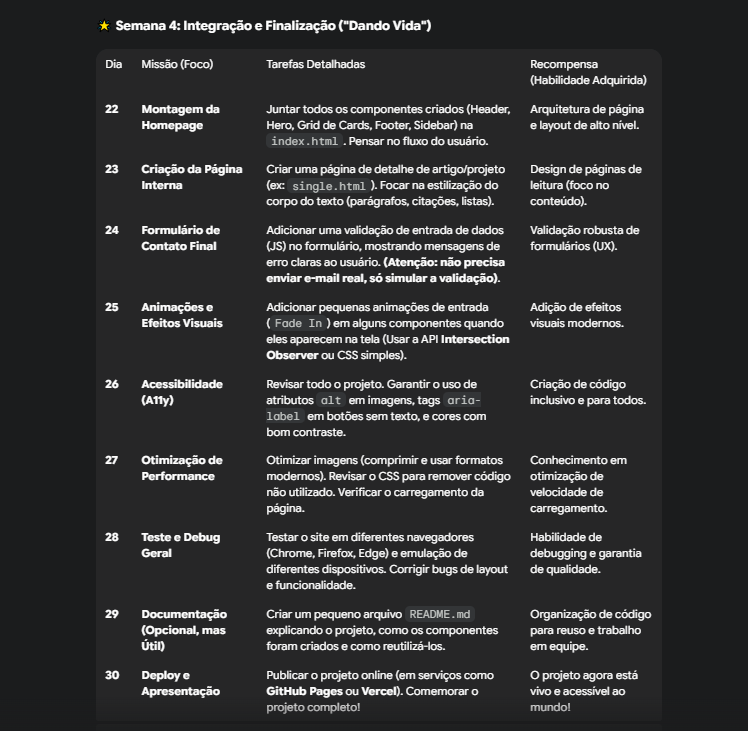 ⭐ Semana 4: Integração e Finalização ("Dando Vida")
Dia Missão (Foco) Tarefas Detalhadas Recompensa
(Habilidade Adquirida)
22 Montagem da Juntar todos os componentes criados (Header, Arquitetura de página
Homepage Hero, Grid de Cards, Footer, Sidebar) na e layout de alto nível.
index.html . Pensar no fluxo do usuário.
23 Criação da Página Criar uma página de detalhe de artigo/projeto Design de páginas de
Interna (ex: single.html ). Focar na estilização do leitura (foco no
corpo do texto (parágrafos, citações, listas). conteúdo).
24 Formulário de Adicionar uma validação de entrada de dados Validação robusta de
Contato Final (JS) no formulário, mostrando mensagens de formulários (UX).
erro claras ao usuário. (Atenção: não precisa
enviar e-mail real, só simular a validação).
25 Animações e Adicionar pequenas animações de entrada Adição de efeitos
Efeitos Visuais ( Fade In ) em alguns componentes quando visuais modernos.
eles aparecem na tela (Usar a API Intersection
Observer ou CSS simples).
26 Acessibilidade Revisar todo o projeto. Garantir o uso de Criação de código
(A11y) atributos alt em imagens, tags aria- inclusivo e para todos.
label em botões sem texto, e cores com
bom contraste.
27 Otimização de Otimizar imagens (comprimir e usar formatos Conhecimento em
Performance modernos). Revisar o CSS para remover código otimização de
não utilizado. Verificar o carregamento da velocidade de
página. carregamento.
28 Teste e Debug Testar o site em diferentes navegadores Habilidade de
Geral (Chrome, Firefox, Edge) e emulação de debugging e garantia
diferentes dispositivos. Corrigir bugs de layout de qualidade.
e funcionalidade.
29 Documentação Criar um pequeno arquivo README.md Organização de código
(Opcional, mas explicando o projeto, como os componentes para reuso e trabalho
Útil) foram criados e como reutilizá-los. em equipe.
30 Deploy e Publicar o projeto online (em serviços como O projeto agora está
Apresentação GitHub Pages ou Vercel). Comemorar o vivo e acessível ao
projeto completo! mundo!